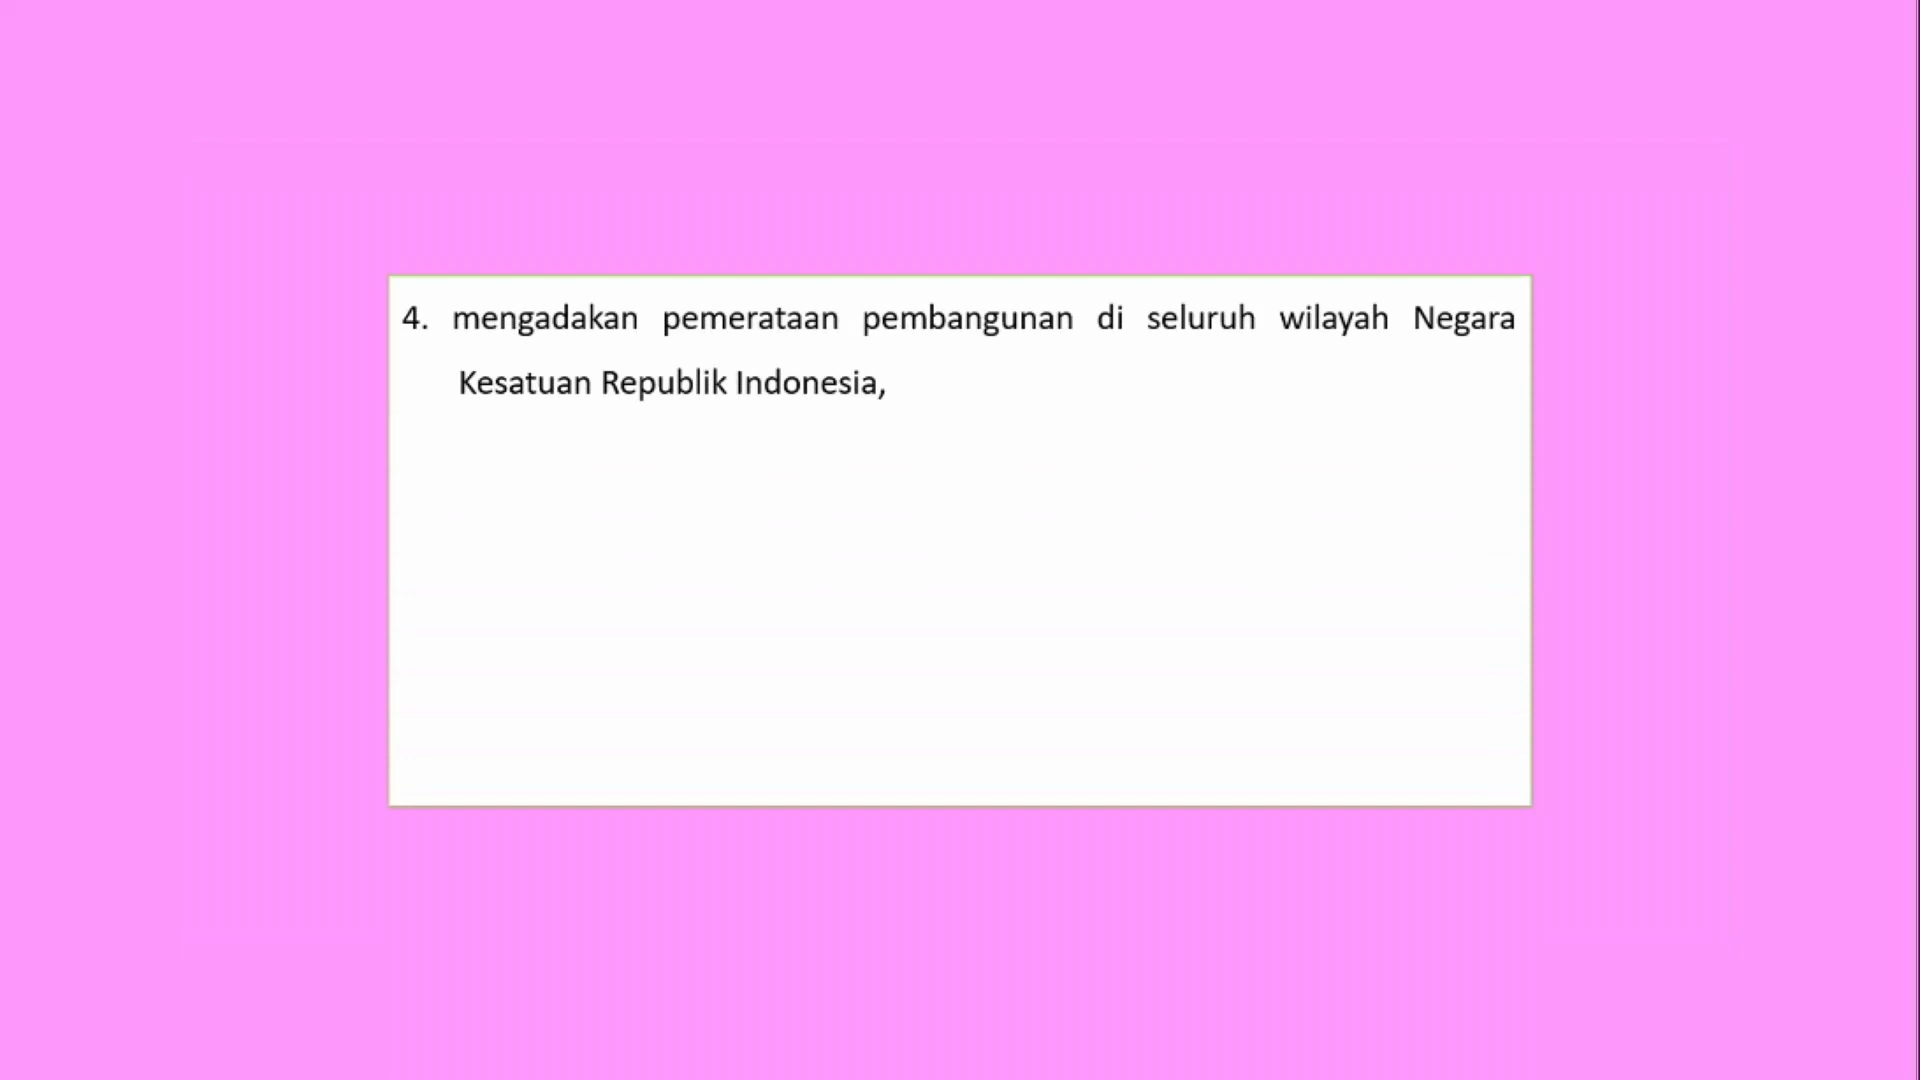 4. mengadakan pemerataan pembangunan di seluruh wilayah Negara
Kesatuan Republik Indonesia,